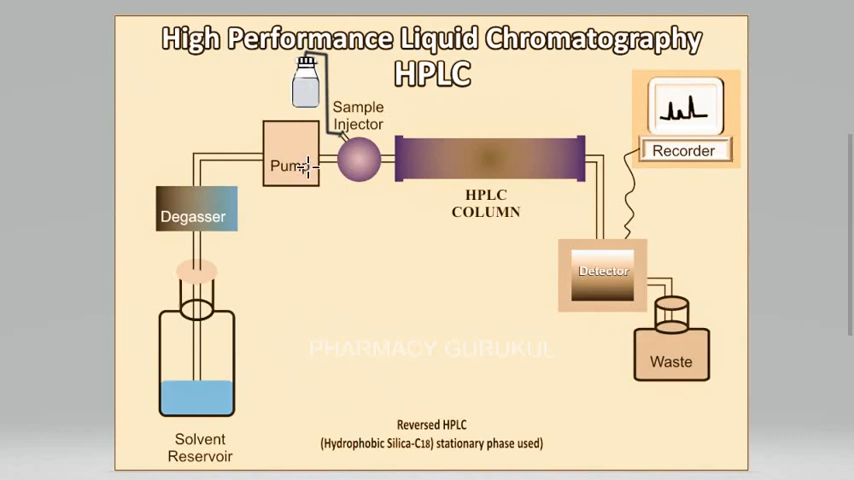 High Performance Liquid Chromatography
HPLC
Sample
Injector
Pump
Recorder
Degasser
HPLC
COLUMN
Detector
PHARMACY GURUKUL
Waste
Solvent
Reservoir
Reversed HPLC
(Hydrophobic Silica-C18) stationary phase used)